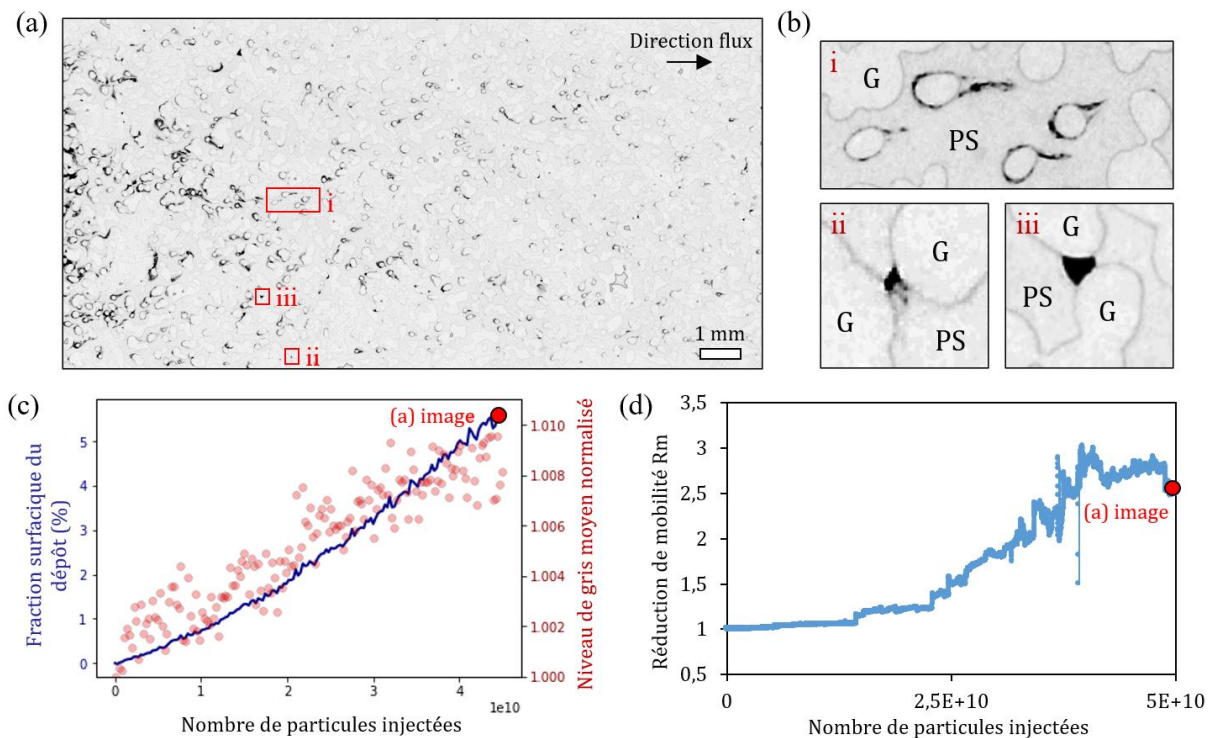 (a)
Direction flux
i
iii
ii
1 mm
(b)
i
G
PS
ii
G
G
PS
iii
G
PS
G
(c)
(a) image
Fraction surfacique du
dépôt (%)
5
4
3
2
1
0
1.010
1.008
1.006
1.004
1.002
1.000
Niveau de gris moyen normalisé
0
1
2
3
4
1e10
Nombre de particules injectées
(d)
Réduction de mobilité Rm
3,5
3
2,5
2
1,5
1
0,5
(a) image
0
2,5E+10
5E+10
Nombre de particules injectées